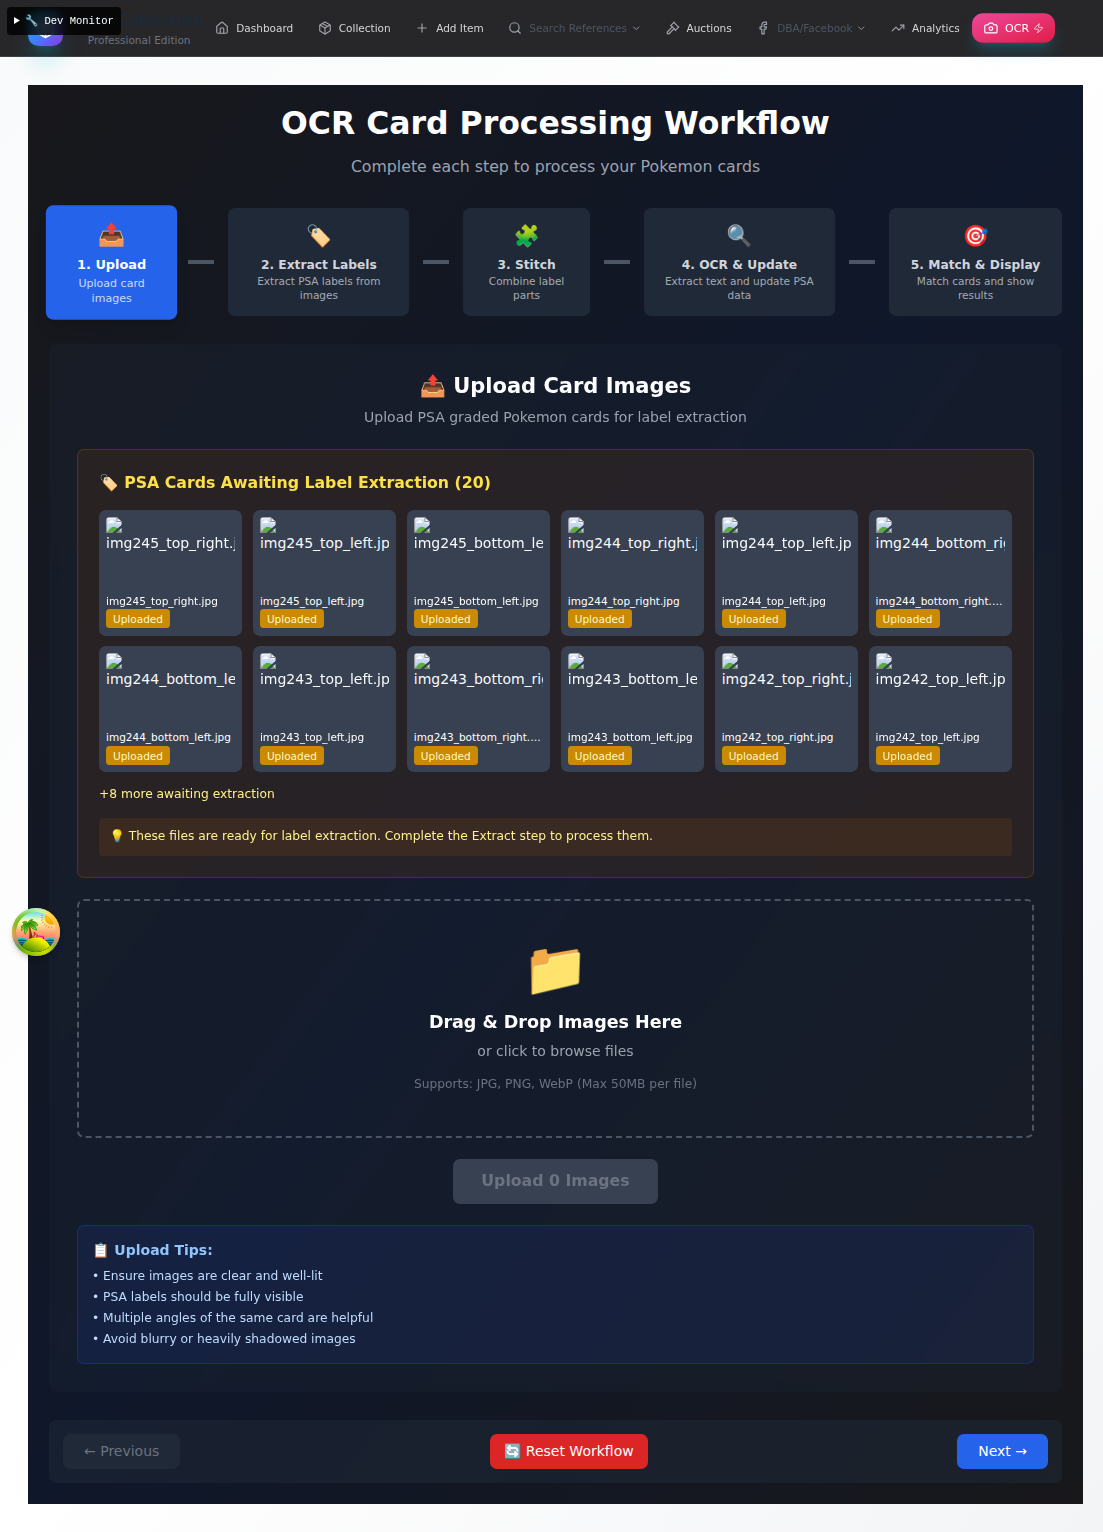 ▶ 🔧 Dev Monitor
Professional Edition
Dashboard
Collection
Add Item
Search References
Auctions
DBA/Facebook
Analytics
OCR
OCR Card Processing Workflow
Complete each step to process your Pokemon cards
1. Upload
Upload card
images
2. Extract Labels
Extract PSA labels from
images
3. Stitch
Combine label
parts
4. OCR & Update
Extract text and update PSA
data
5. Match & Display
Match cards and show
results
📤 Upload Card Images
Upload PSA graded Pokemon cards for label extraction
🏷️ PSA Cards Awaiting Label Extraction (20)
img245_top_right.j
img245_top_right.jpg
Uploaded
img245_top_left.jp
img245_top_left.jpg
Uploaded
img245_bottom_le
img245_bottom_left.jpg
Uploaded
img244_top_right.j
img244_top_right.jpg
Uploaded
img244_top_left.jp
img244_top_left.jpg
Uploaded
img244_bottom_ri
img244_bottom_right....
Uploaded
img244_bottom_le
img244_bottom_left.jpg
Uploaded
img243_top_left.jp
img243_top_left.jpg
Uploaded
img243_bottom_ri
img243_bottom_right....
Uploaded
img243_bottom_le
img243_bottom_left.jpg
Uploaded
img242_top_right.j
img242_top_right.jpg
Uploaded
img242_top_left.jp
img242_top_left.jpg
Uploaded
+8 more awaiting extraction
💡 These files are ready for label extraction. Complete the Extract step to process them.
Drag & Drop Images Here
or click to browse files
Supports: JPG, PNG, WebP (Max 50MB per file)
Upload 0 Images
📋 Upload Tips:
• Ensure images are clear and well-lit
• PSA labels should be fully visible
• Multiple angles of the same card are helpful
• Avoid blurry or heavily shadowed images
← Previous
🔄 Reset Workflow
Next →